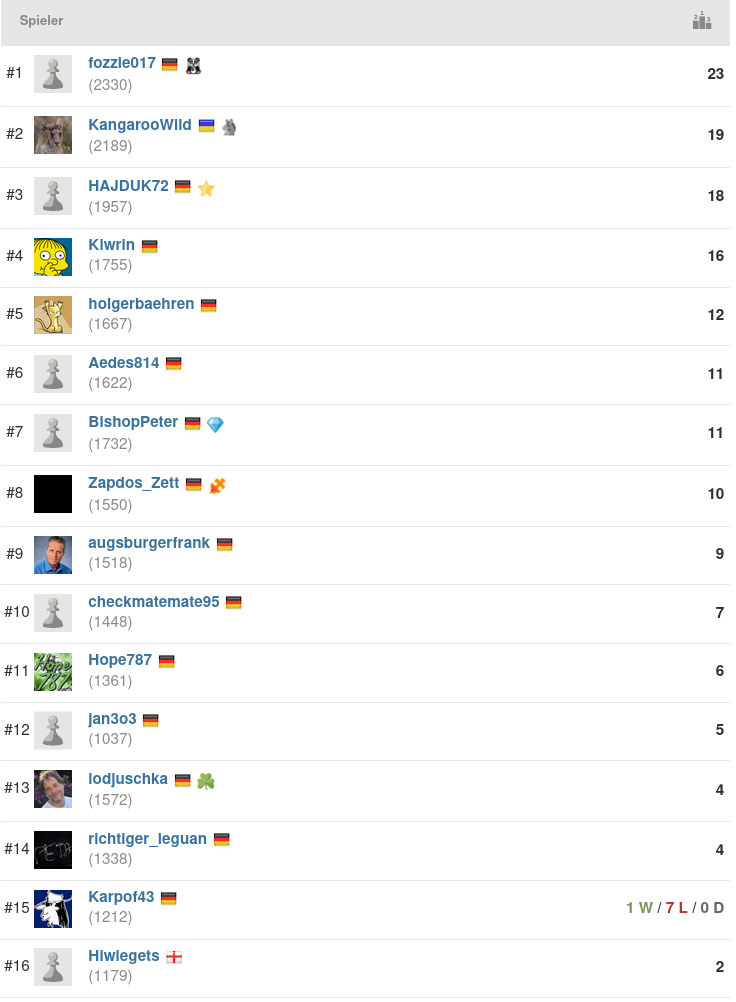 Spieler
#1 fozzie017
(2330) 23
#2 KangarooWild
(2189) 19
#3 HAJDUK72
(1957) 18
#4 Kiwrin
(1755) 16
#5 holgerbaehren
(1667) 12
#6 Aedes814
(1622) 11
#7 BishopPeter
(1732) 11
#8 Zapdos_Zett
(1550) 10
#9 augsburgerfrank
(1518) 9
#10 checkmatemate95
(1448) 7
#11 Hope787
(1361) 6
#12 jan3o3
(1037) 5
#13 lodjuschka
(1572) 4
#14 richtiger_leguan
(1338) 4
#15 Karpof43
(1212) 1 W / 7 L / 0 D
#16 Hiwiegets
(1179) 2